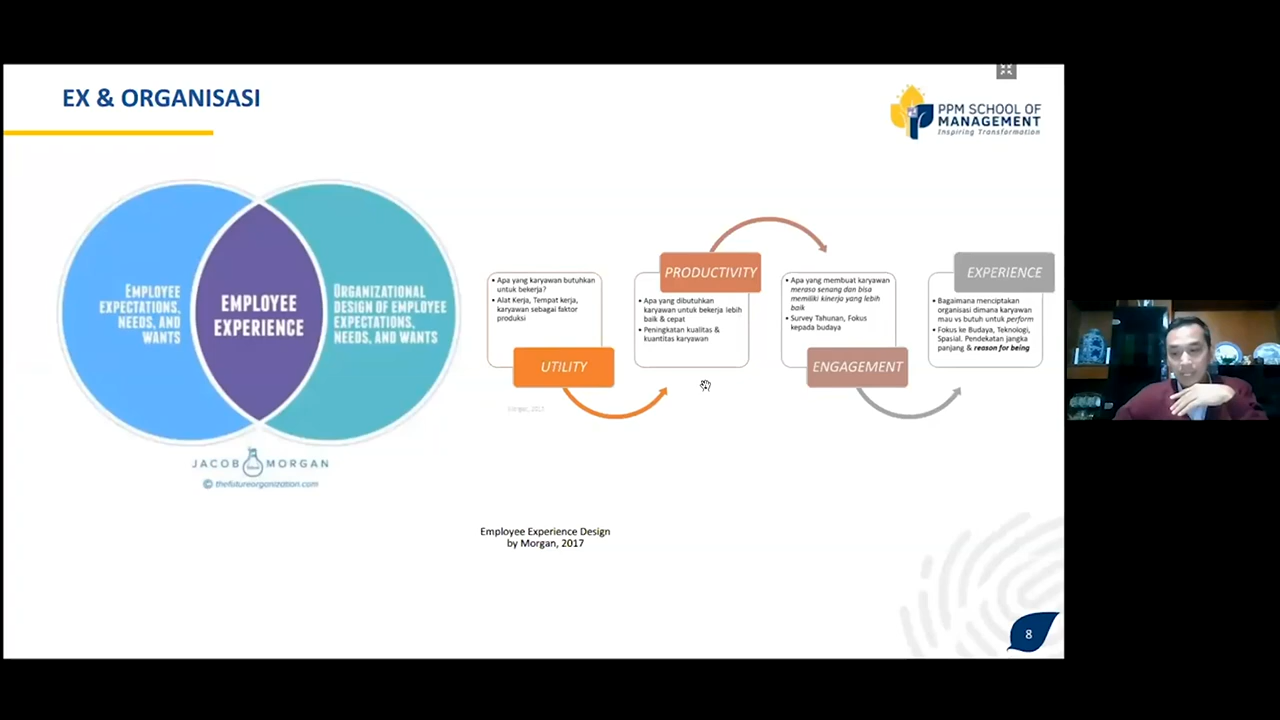 EX & ORGANISASI
PPM SCHOOL OF
MANAGEMENT
Inspiring Transformation
EMPLOYEE
EXPECTATIONS,
NEEDS, AND
WANTS
EMPLOYEE
EXPERIENCE
ORGANIZATIONAL
DESIGN OF EMPLOYEE
EXPECTATIONS,
NEEDS, AND WANTS
JACOB MORGAN
© thefutureorganization.com
• Apa yang karyawan butuhkan
untuk bekerja?
• Alat Kerja, Tempat kerja,
karyawan sebagai faktor
produksi
UTILITY
Morgan, 2017
PRODUCTIVITY
• Apa yang dibutuhkan
karyawan untuk bekerja lebih
baik & cepat
• Peningkatan kualitas &
kuantitas karyawan
• Apa yang membuat karyawan
merasa senang dan bisa
memiliki kinerja yang lebih
baik
• Survey Tahunan, Fokus
kepada budaya
ENGAGEMENT
EXPERIENCE
• Bagaimana menciptakan
organisasi dimana karyawan
mau vs butuh untuk perform
• Fokus ke Budaya, Teknologi,
Spasial. Pendekatan jangka
panjang & reason for being
Employee Experience Design
by Morgan, 2017
8